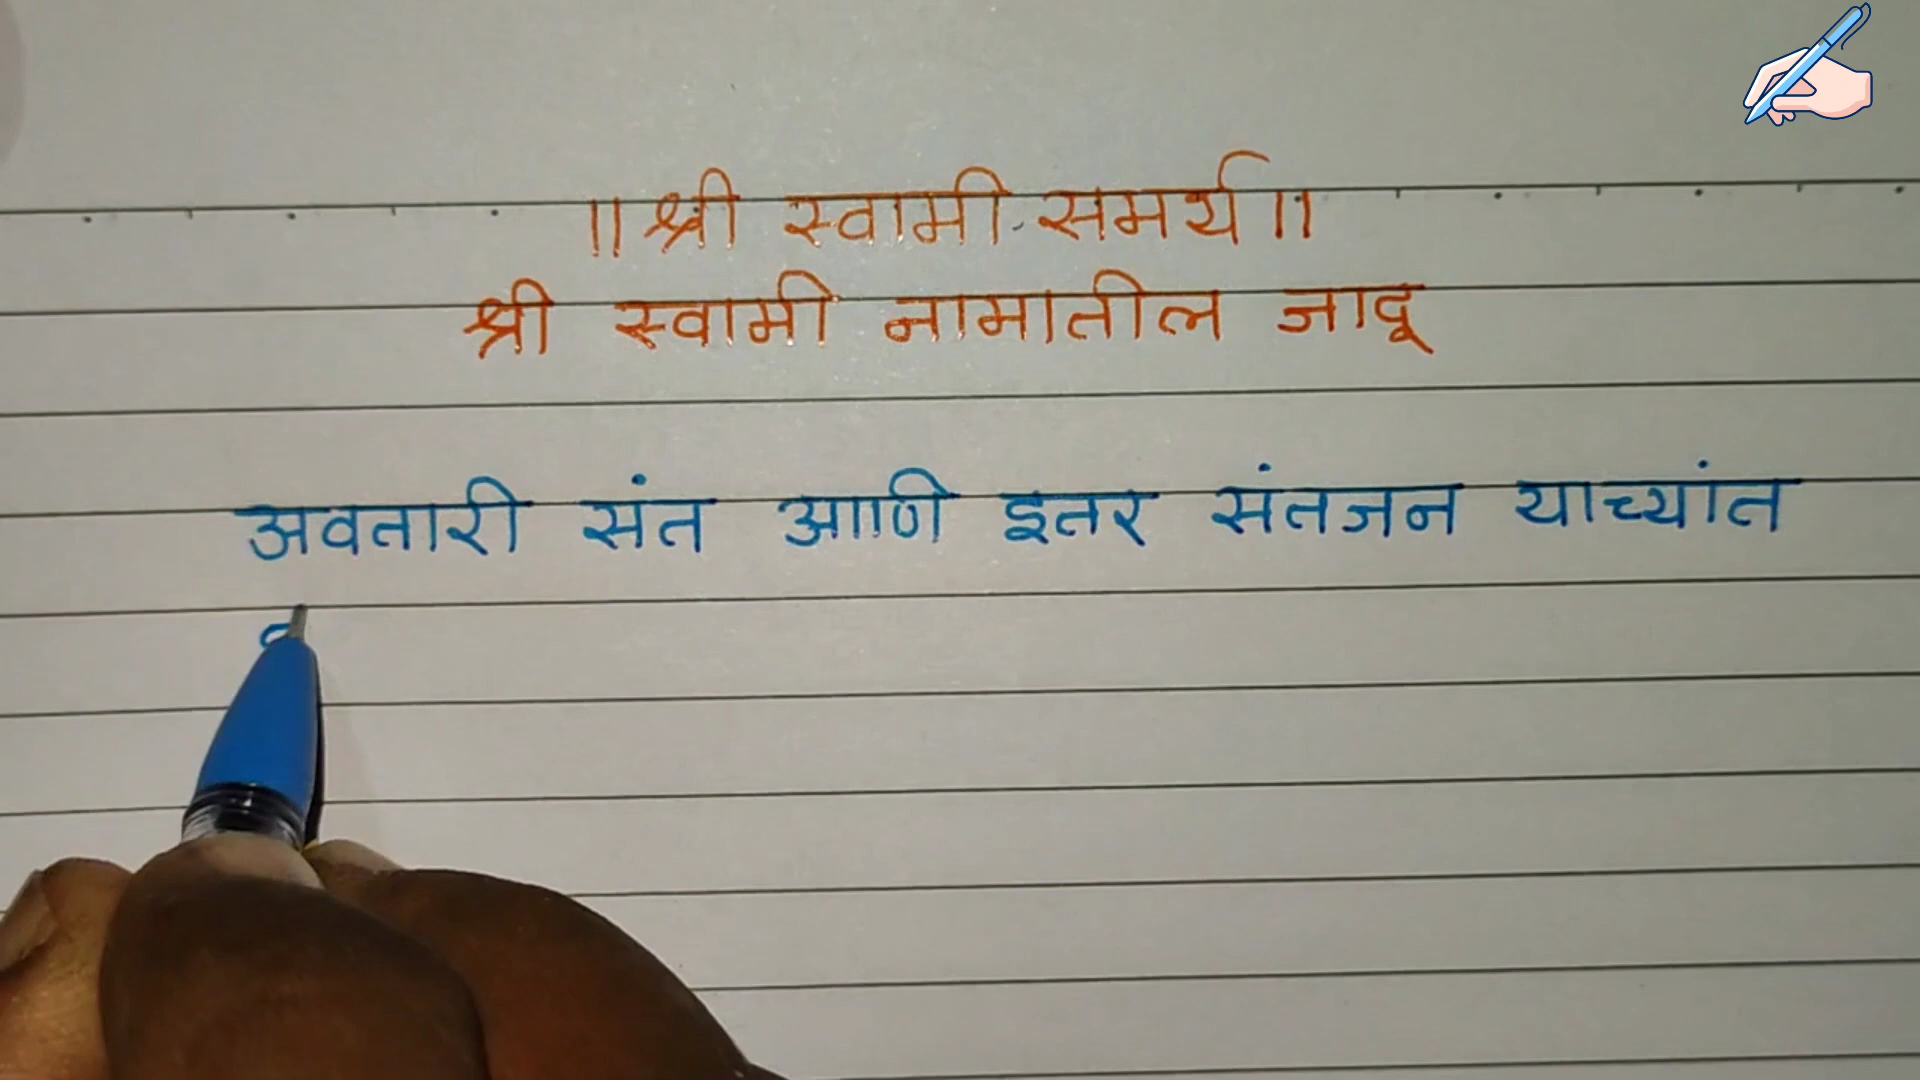 ॥ श्री स्वामी समर्थ ॥
श्री स्वामी नामातील जादू
अवतारी संत आणि इतर संतजन याच्यांत